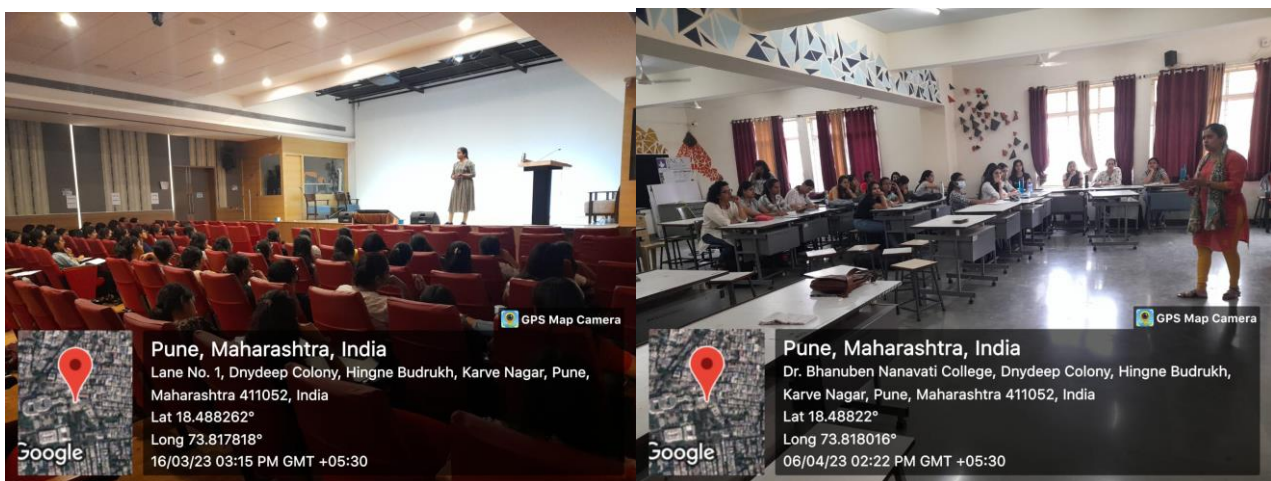 GPS Map Camera
Pune, Maharashtra, India
Lane No. 1, Dnydeep Colony, Hingne Budrukh, Karve Nagar, Pune,
Maharashtra 411052, India
Lat 18.488262°
Long 73.817818°
16/03/23 03:15 PM GMT +05:30
Google
GPS Map Camera
Pune, Maharashtra, India
Dr. Bhanuben Nanavati College, Dnydeep Colony, Hingne Budrukh,
Karve Nagar, Pune, Maharashtra 411052, India
Lat 18.48822°
Long 73.818016°
06/04/23 02:22 PM GMT +05:30
Google